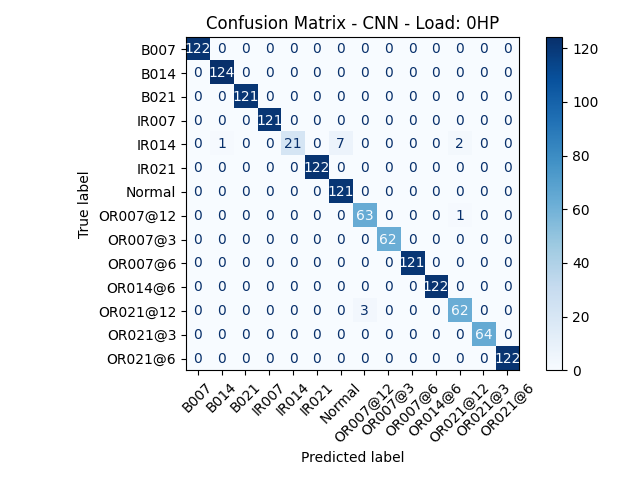 Confusion Matrix - CNN - Load: 0HP
True label
B007 122 0 0 0 0 0 0 0 0 0 0 0 0 0
B014 0 124 0 0 0 0 0 0 0 0 0 0 0 0
B021 0 0 121 0 0 0 0 0 0 0 0 0 0 0
IR007 0 0 0 121 0 0 0 0 0 0 0 0 0 0
IR014 0 1 0 0 21 0 7 0 0 0 0 2 0 0
IR021 0 0 0 0 0 122 0 0 0 0 0 0 0 0
Normal 0 0 0 0 0 0 121 0 0 0 0 0 0 0
OR007@12 0 0 0 0 0 0 0 63 0 0 0 1 0 0
OR007@3 0 0 0 0 0 0 0 0 62 0 0 0 0 0
OR007@6 0 0 0 0 0 0 0 0 0 121 0 0 0 0
OR014@6 0 0 0 0 0 0 0 0 0 0 122 0 0 0
OR021@12 0 0 0 0 0 0 0 3 0 0 0 62 0 0
OR021@3 0 0 0 0 0 0 0 0 0 0 0 0 64 0
OR021@6 0 0 0 0 0 0 0 0 0 0 0 0 0 122
B007 B014 B021 IR007 IR014 IR021 Normal OR007@12 OR007@3 OR007@6 OR014@6 OR021@12 OR021@3 OR021@6
Predicted label
120
100
80
60
40
20
0